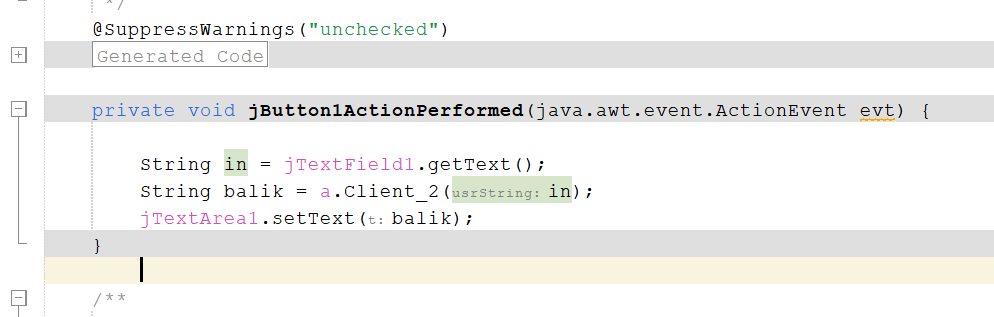 */
@SuppressWarnings("unchecked")
Generated Code
private void jButton1ActionPerformed(java.awt.event.ActionEvent evt) {
String in = jTextField1.getText();
String balik = a.Client_2(usrString: in);
jTextArea1.setText(t: balik);
}
/**